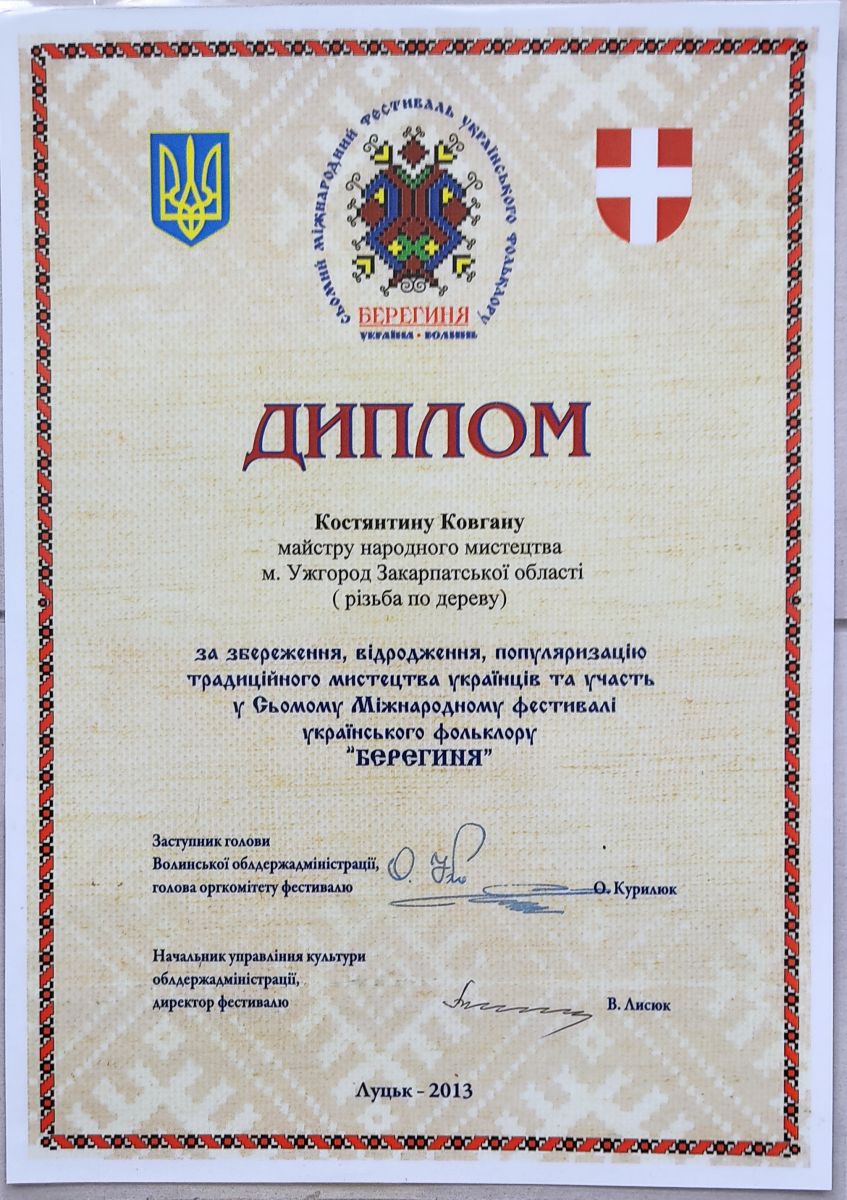 Сьомий Міжнародний фестиваль українського фольклору
БЕРЕГИНЯ
УКРАЇНА • ВОЛИНЬ
ДИПЛОМ
Костянтину Ковгану
майстру народного мистецтва
м. Ужгород Закарпатської області
( різьба по дереву)
за збереження, відродження, популяризацію
традиційного мистецтва українців та участь
у Сьомому Міжнародному фестивалі
українського фольклору
"БЕРЕГИНЯ"
Заступник голови
Волинської облдержадміністрації,
голова оргкомітету фестивалю
О. Курилюк
Начальник управління культури
облдержадміністрації,
директор фестивалю
В. Лисюк
Луцьк - 2013